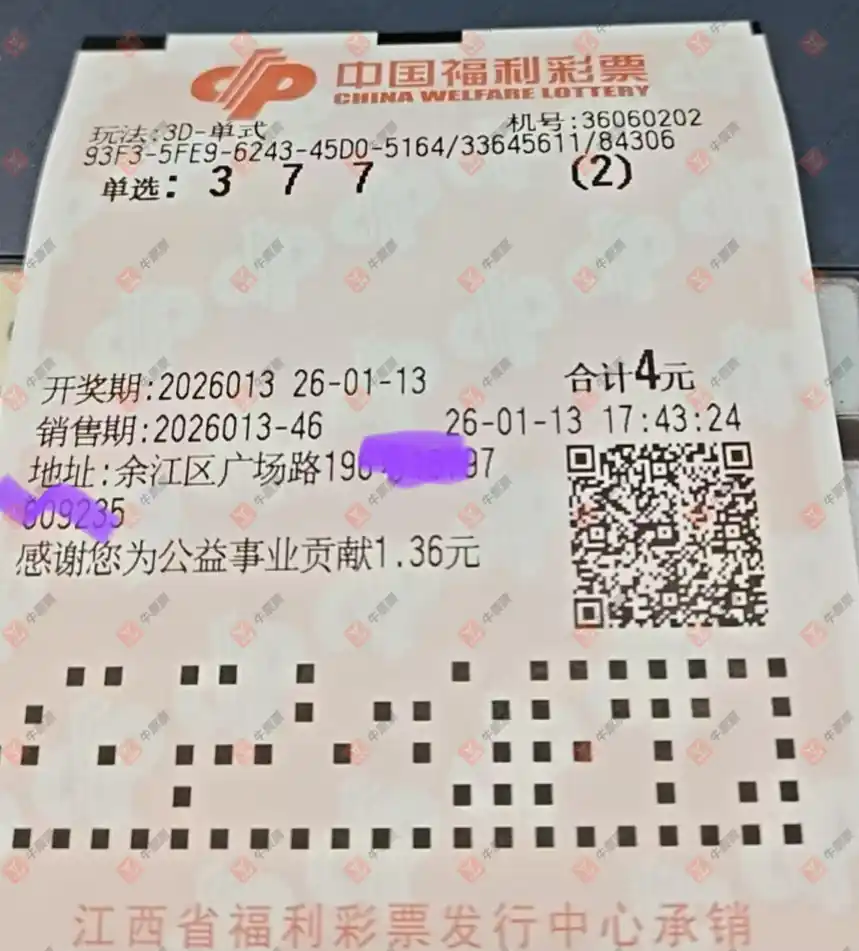 中国福利彩票
CHINA WELFARE LOTTERY
玩法:3D-单式 机号:36060202
93F3-5FE9-6243-45D0-5164/33645611/84306
单选: 3 7 7 (2)
开奖期:2026013 26-01-13 合计4元
销售期:2026013-46 26-01-13 17:43:24
地址:余江区广场路196 97
609235
感谢您为公益事业贡献1.36元
江西省福利彩票发行中心承销